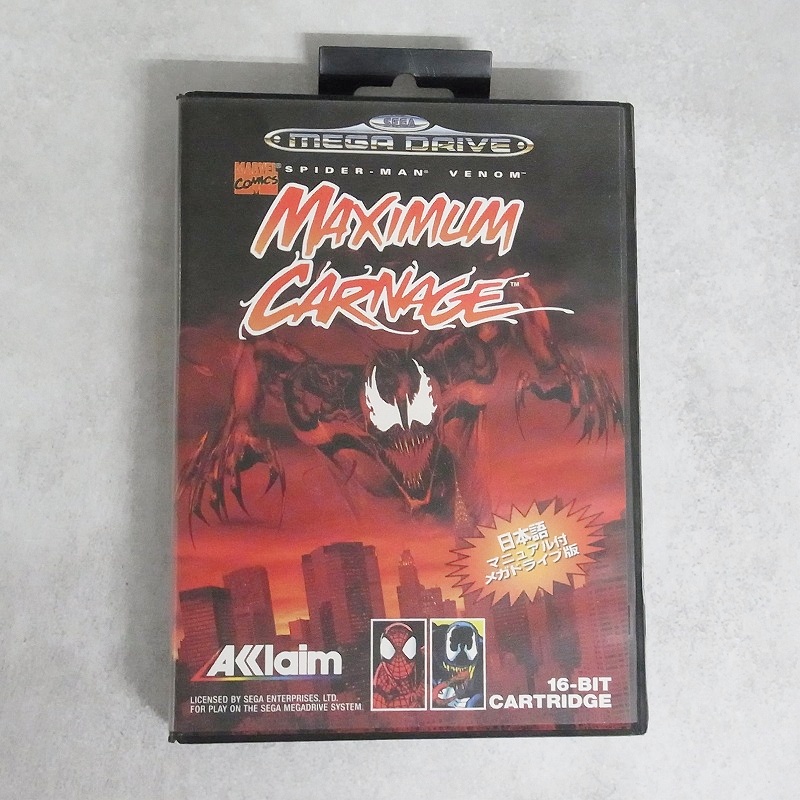 SEGA
MEGA DRIVE
MARVEL
COMICS
SPIDER-MAN® VENOM™
MAXIMUM
CARNAGE™
日本語
マニュアル付
メガドライブ版
AKKlaim
LICENSED BY SEGA ENTERPRISES, LTD.
FOR PLAY ON THE SEGA MEGADRIVE SYSTEM.
16-BIT
CARTRIDGE